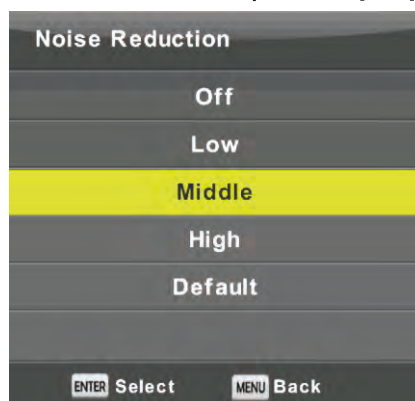 Noise Reduction
Off
Low
Middle
High
Default
ENTER Select MENU Back